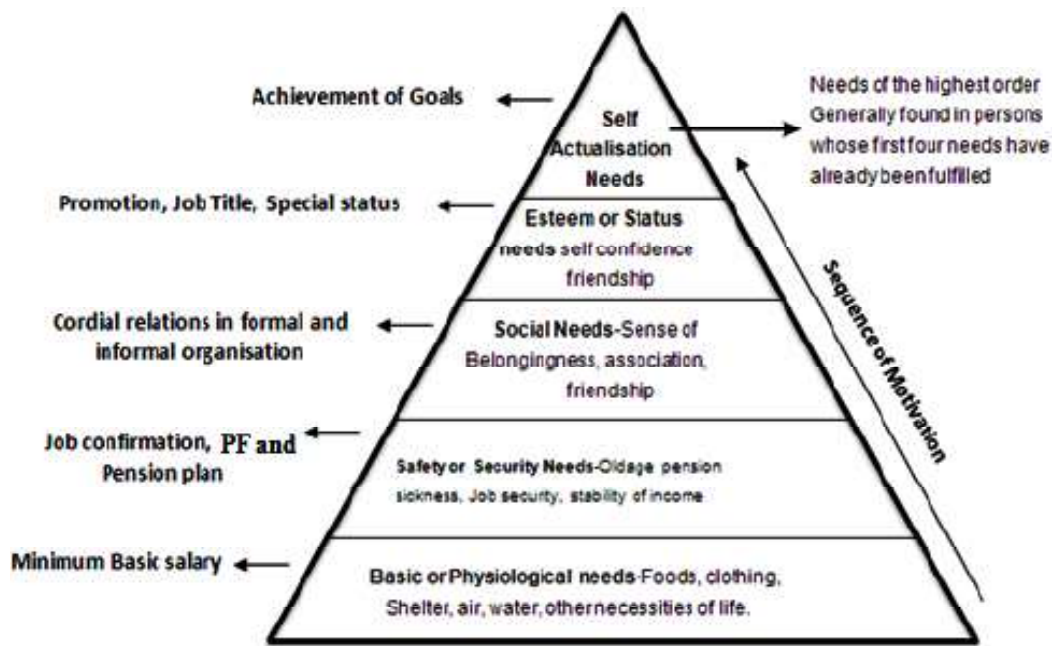 Achievement of Goals
Self
Actualisation
Needs
Needs of the highest order
Generally found in persons
whose first four needs have
already been fulfilled
Promotion, Job Title, Special status
Esteem or Status
needs self confidence
friendship
Sequence of Motivation
Cordial relations in formal and
informal organisation
Social Needs-Sense of
Belongingness, association,
friendship
Job confirmation, PF and
Pension plan
Safety or Security Needs-Oldage pension
sickness, Job security, stability of income
Minimum Basic salary
Basic or Physiological needs-Foods, clothing,
Shelter, air, water, other necessities of life.